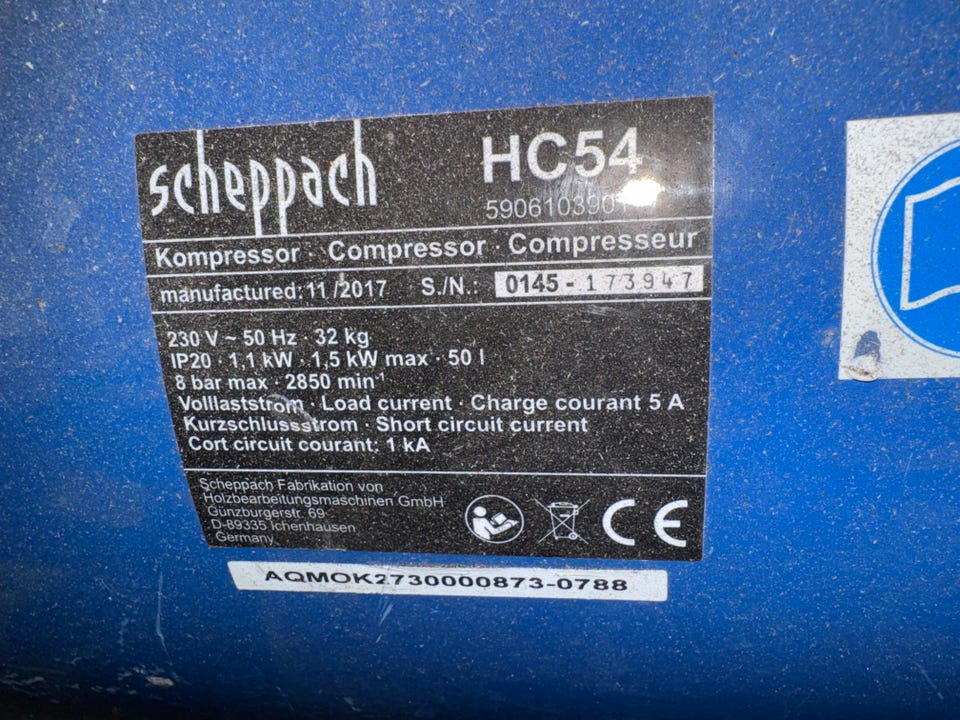 scheppach
HC54
Kompressor · Compressor · Compresseur
manufactured: 11/2017 S./N.: 0145-173947
230 V ~ 50 Hz · 32 kg
IP20 · 1,1 kW · 1,5 kW max · 50 l
8 bar max · 2850 min⁻¹
Volllaststrom · Load current · Charge courant 5 A
Kurzschlussstrom · Short circuit current
Cort circuit courant: 1 kA
Scheppach Fabrikation von
Holzbearbeitungsmaschinen GmbH
Günzburgerstr. 69
D-89335 Ichenhausen
Germany
CE
AQMOK2730000873-0788